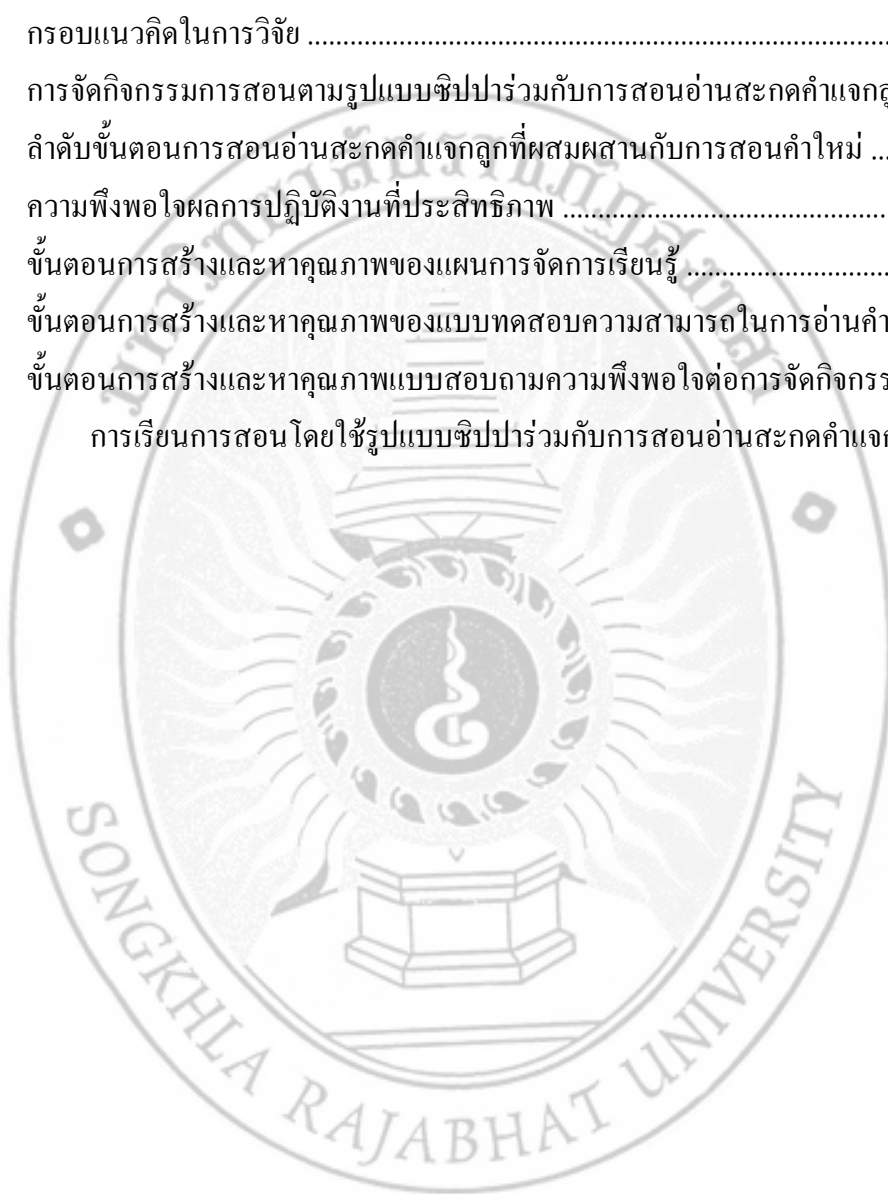 กรอบแนวคิดในการวิจัย ........................................................................................
การจัดกิจกรรมการสอนตามรูปแบบซิปปาร่วมกับการสอนอ่านสะกดคำ
ลำดับขั้นตอนการสอนอ่านสะกดคำแจกลูกที่ผสมผสานกับการสอนคำใหม่ ...
ความพึงพอใจผลการปฏิบัติงานที่ประสิทธิภาพ ..............................................
ขั้นตอนการสร้างและหาคุณภาพของแผนการจัดการเรียนรู้ ..............................
ขั้นตอนการสร้างและหาคุณภาพของแบบทดสอบความสามารถในการอ่านคำ
ขั้นตอนการสร้างและหาคุณภาพแบบสอบถามความพึงพอใจต่อการจัดกิจกรร
การเรียนการสอนโดยใช้รูปแบบซิปปาร่วมกับการสอนอ่านสะกดคำ
มหาวิทยาลัยราชภัฏสงขลา
SONGKHLA RAJABHAT UNIVERSITY